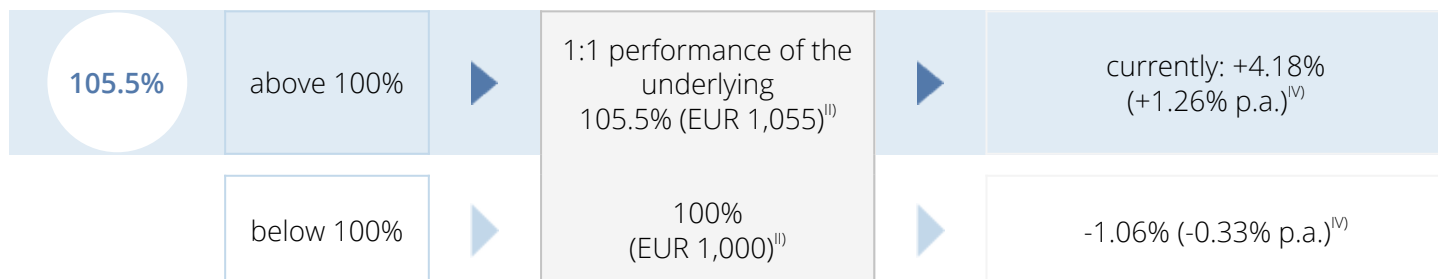 105.5%
above 100%
1:1 performance of the
underlying
105.5% (EUR 1,055)II)
currently: +4.18%
(+1.26% p.a.)IV)
below 100%
100%
(EUR 1,000)II)
-1.06% (-0.33% p.a.)IV)